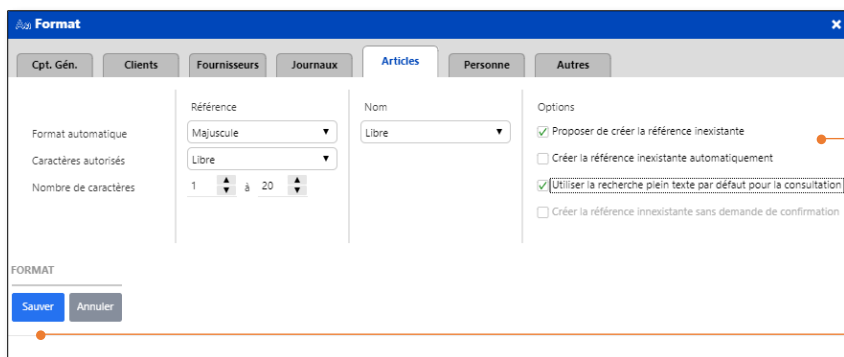 Format
Cpt. Gén. Clients Fournisseurs Journaux Articles Personne Autres
Référence Nom Options
Format automatique Majuscule Libre Proposer de créer la référence inexistante
Caractères autorisés Libre Créer la référence inexistante automatiquement
Nombre de caractères 1 à 20 Utiliser la recherche plein texte par défaut pour la consultation
Créer la référence innexistante sans demande de confirmation
FORMAT
Sauver Annuler